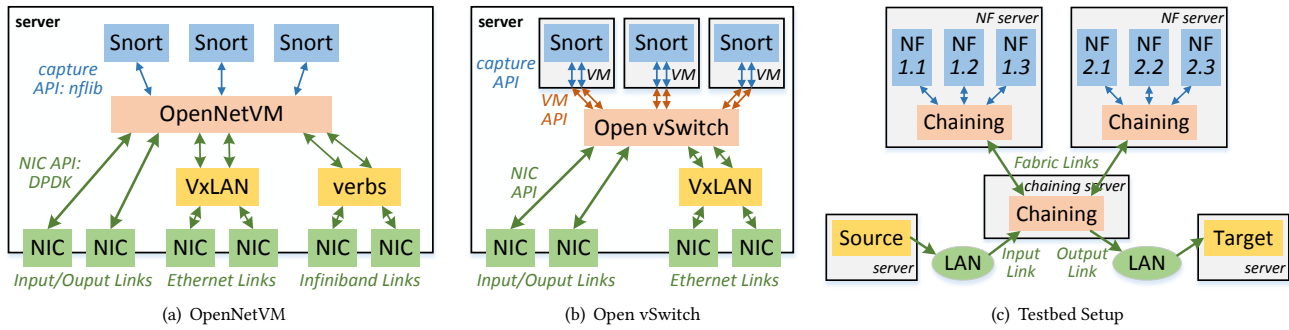 server
Snort
Snort
Snort
capture
API: nflib
OpenNetVM
NIC API:
DPDK
VxLAN
verbs
NIC
NIC
NIC
NIC
NIC
NIC
Input/Ouput Links
Ethernet Links
Infiniband Links
(a) OpenNetVM
server
Snort
Snort
Snort
VM
VM
VM
capture
API
VM
API
Open vSwitch
NIC
API
VxLAN
NIC
NIC
NIC
NIC
Input/Ouput Links
Ethernet Links
(b) Open vSwitch
NF server
NF
1.1
NF
1.2
NF
1.3
Chaining
NF server
NF
2.1
NF
2.2
NF
2.3
Chaining
Fabric Links
chaining server
Chaining
Source
server
LAN
Input
Link
Output
Link
LAN
Target
server
(c) Testbed Setup